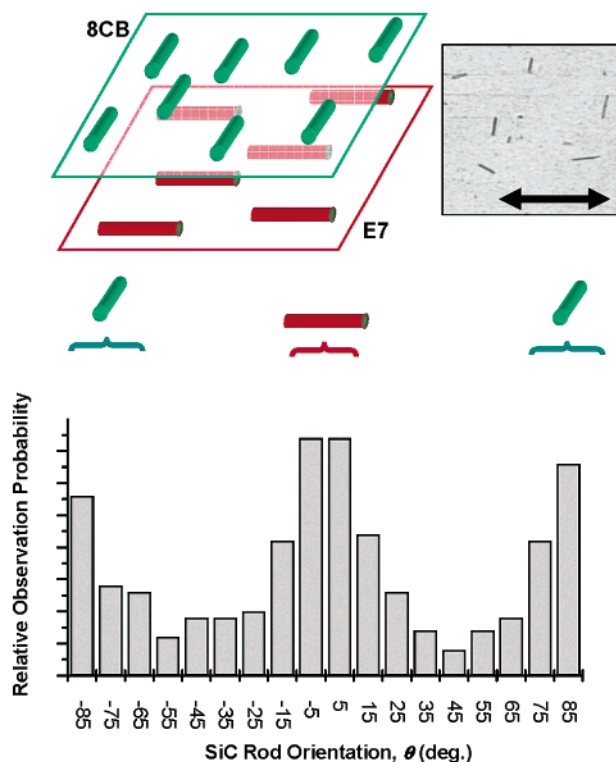 8CB
E7
Relative Observation Probability
-85 -75 -65 -55 -45 -35 -25 -15 -5 5 15 25 35 45 55 65 75 85
SiC Rod Orientation, θ (deg.)